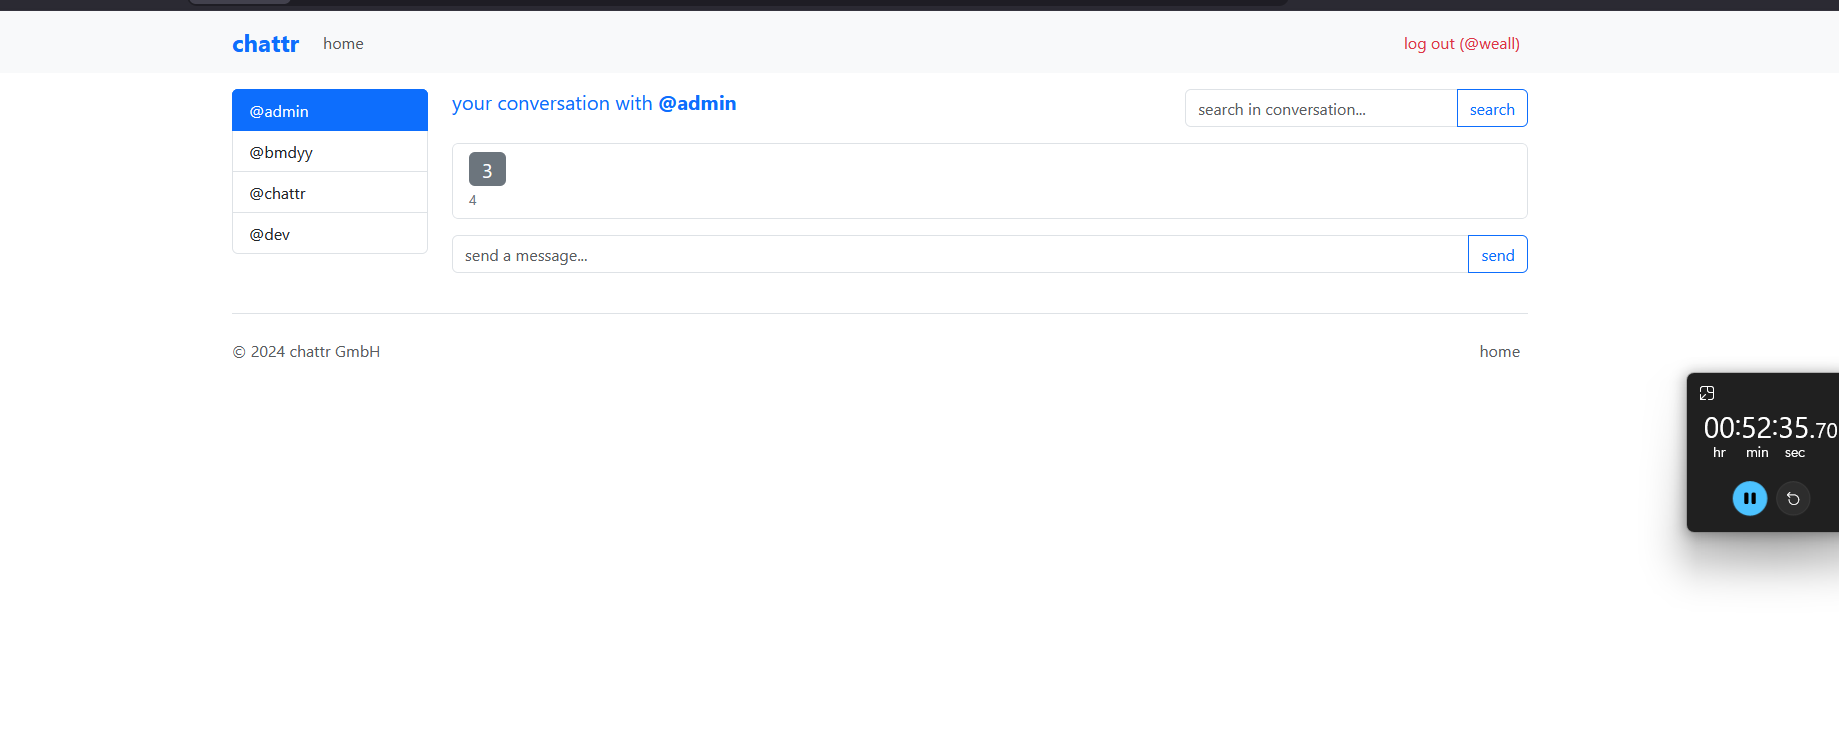 chattr home log out (@weall)
@admin
@bmdyy
@chattr
@dev
your conversation with @admin
search in conversation... search
3
4
send a message... send
© 2024 chattr GmbH home
00:52:35.70
hr min sec